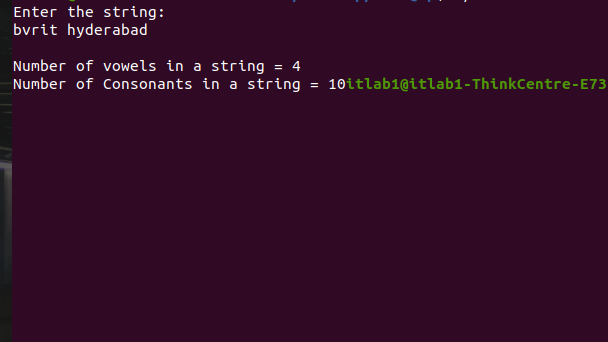 Enter the string:
bvrit hyderabad
Number of vowels in a string = 4
Number of Consonants in a string = 10itlab1@itlab1-ThinkCentre-E73